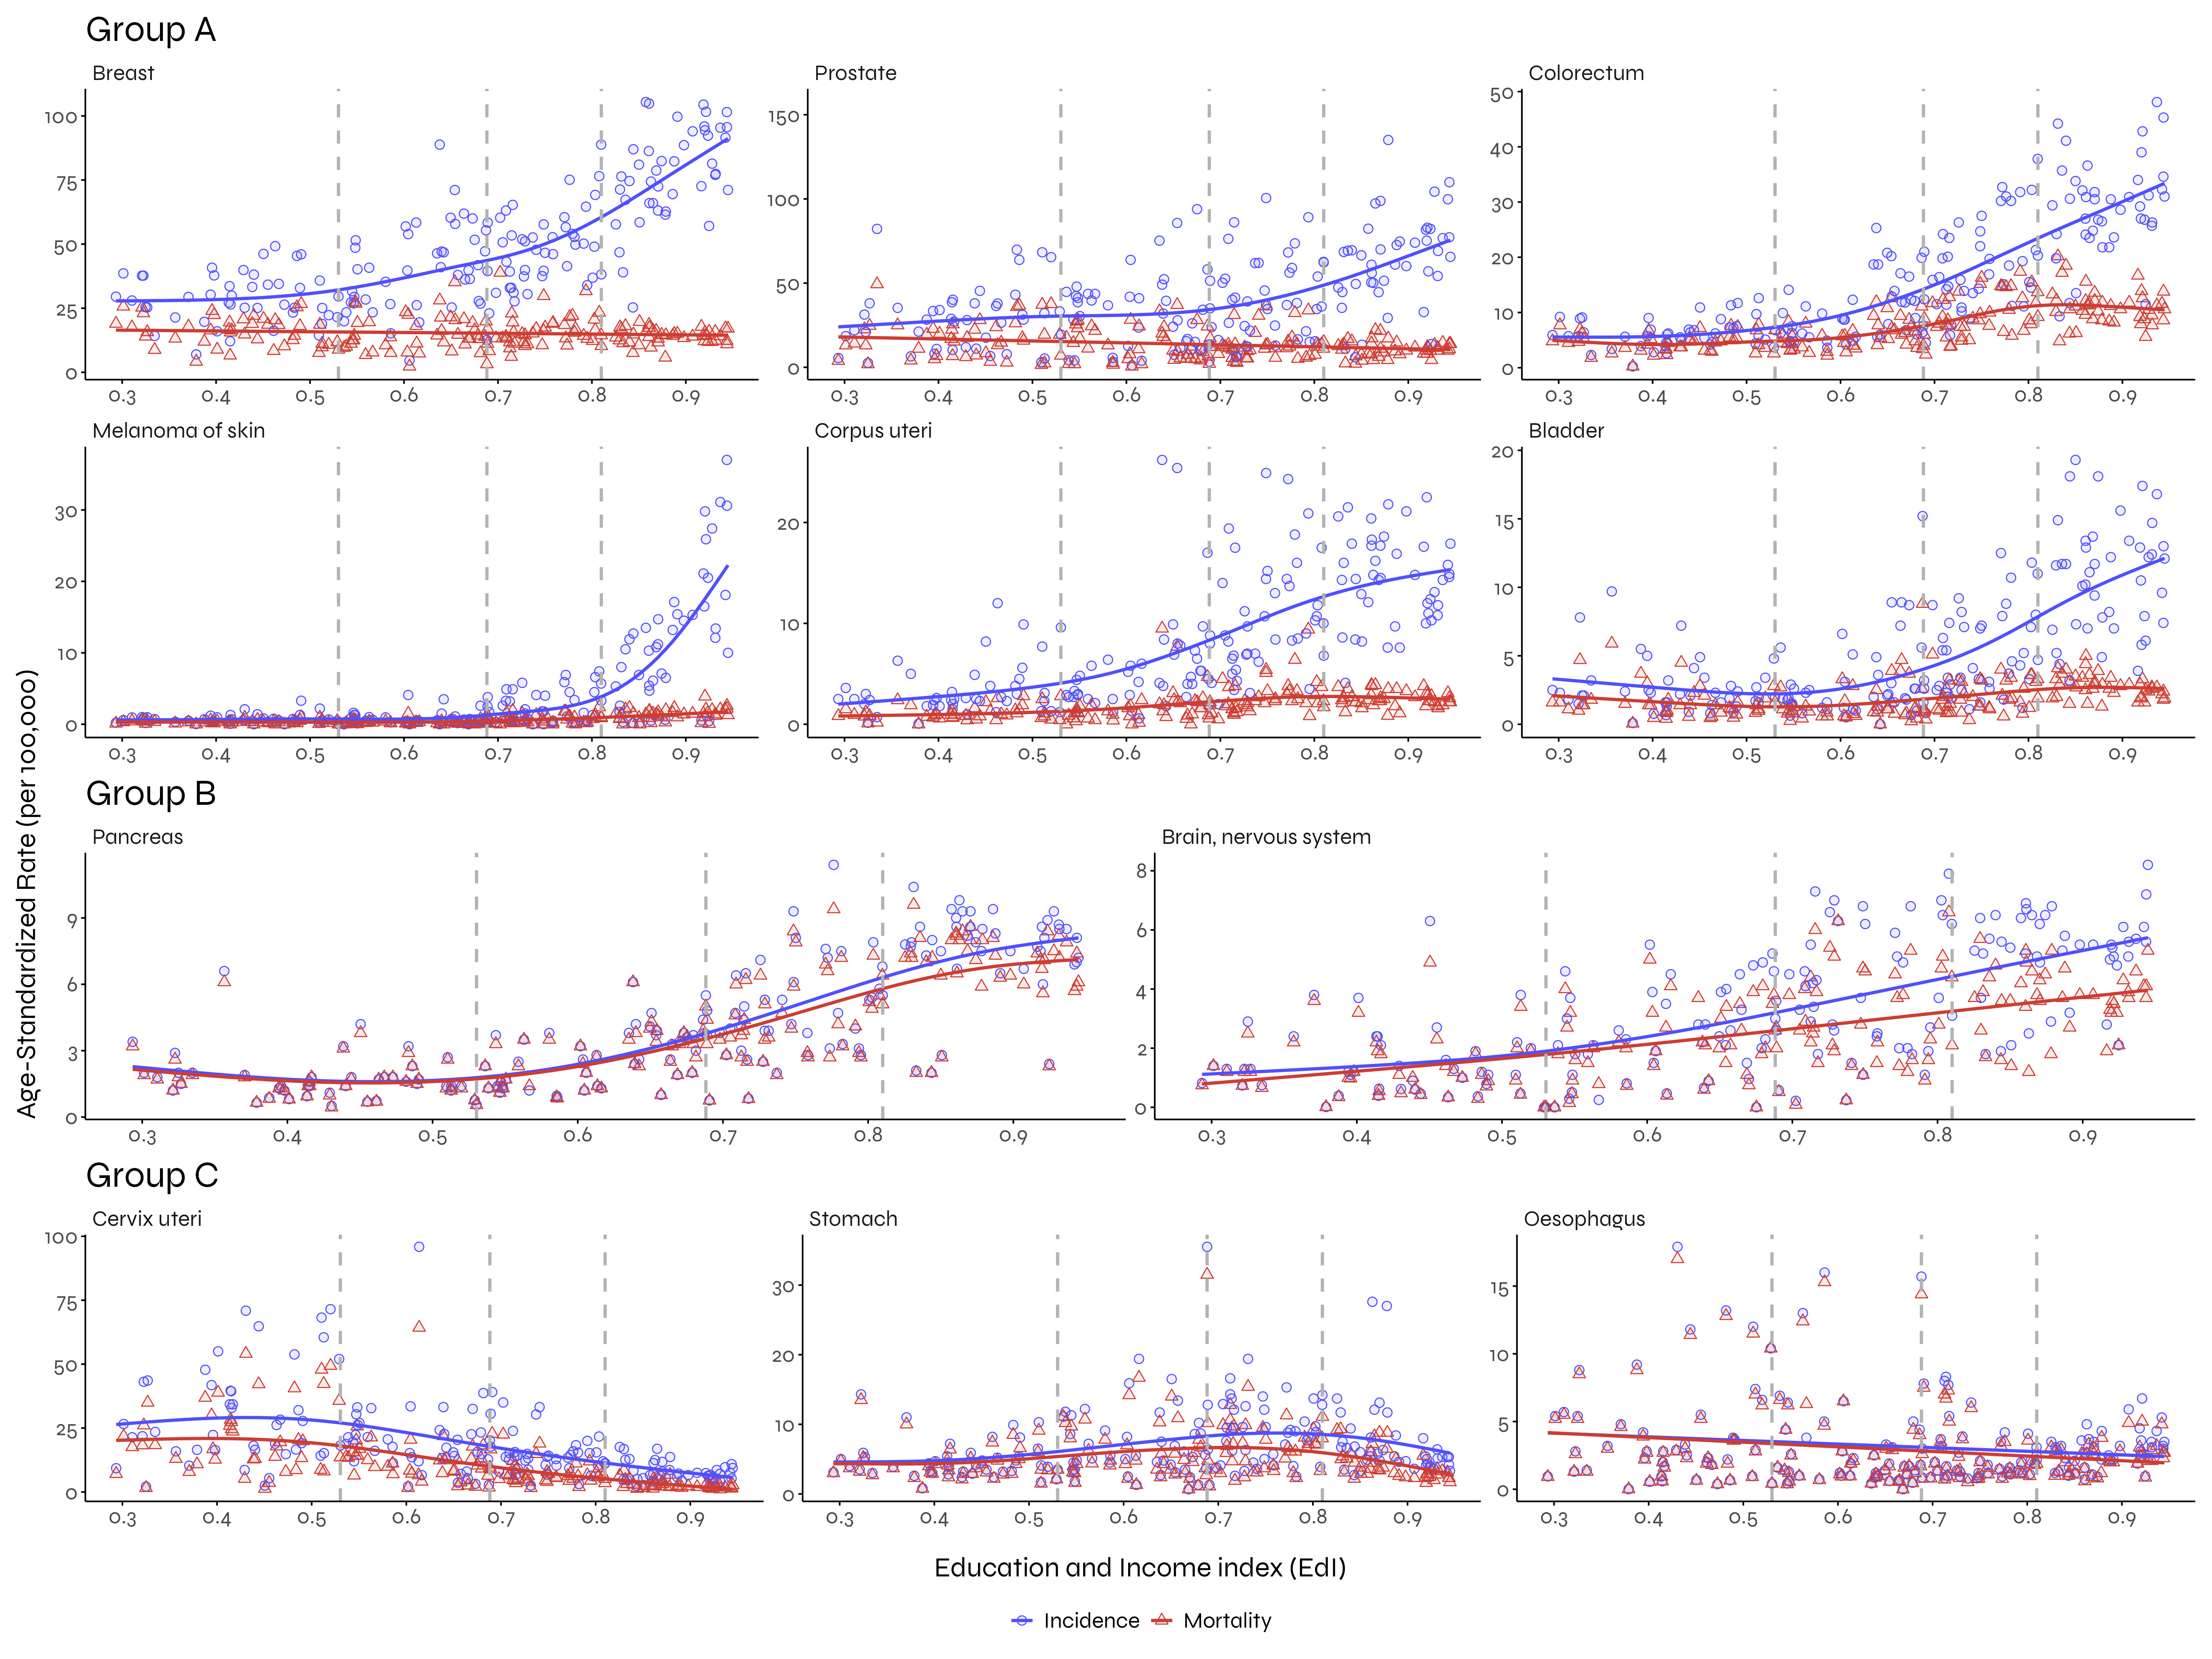 Group A
Breast
Prostate
Colorectum
100
75
50
25
0
0.3 0.4 0.5 0.6 0.7 0.8 0.9
150
100
50
0
0.3 0.4 0.5 0.6 0.7 0.8 0.9
50
40
30
20
10
0
0.3 0.4 0.5 0.6 0.7 0.8 0.9
Melanoma of skin
Corpus uteri
Bladder
30
20
10
0
0.3 0.4 0.5 0.6 0.7 0.8 0.9
20
10
0
0.3 0.4 0.5 0.6 0.7 0.8 0.9
20
15
10
5
0
0.3 0.4 0.5 0.6 0.7 0.8 0.9
Age-Standardized Rate (per 100,000)
Group B
Pancreas
Brain, nervous system
9
6
3
0
0.3 0.4 0.5 0.6 0.7 0.8 0.9
8
6
4
2
0
0.3 0.4 0.5 0.6 0.7 0.8 0.9
Group C
Cervix uteri
Stomach
Oesophagus
100
75
50
25
0
0.3 0.4 0.5 0.6 0.7 0.8 0.9
30
20
10
0
0.3 0.4 0.5 0.6 0.7 0.8 0.9
15
10
5
0
0.3 0.4 0.5 0.6 0.7 0.8 0.9
Education and Income index (EdI)
Incidence Mortality